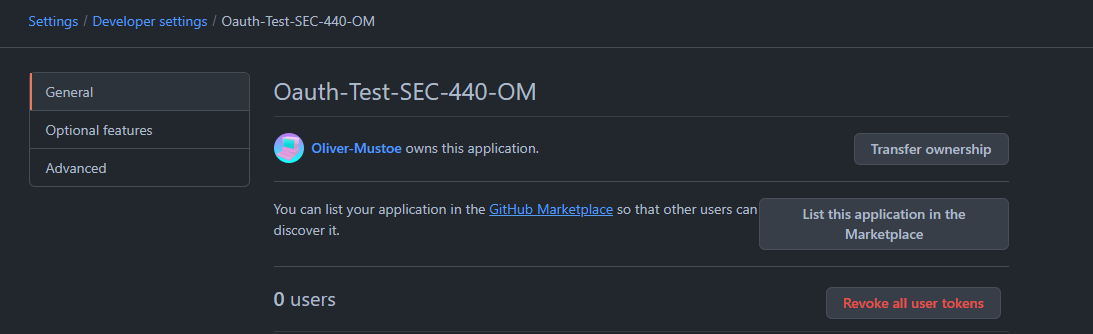 Settings / Developer settings / Oauth-Test-SEC-440-OM
General
Optional features
Advanced
Oauth-Test-SEC-440-OM
Oliver-Mustoe owns this application.
Transfer ownership
You can list your application in the GitHub Marketplace so that other users can
discover it.
List this application in the
Marketplace
0 users
Revoke all user tokens